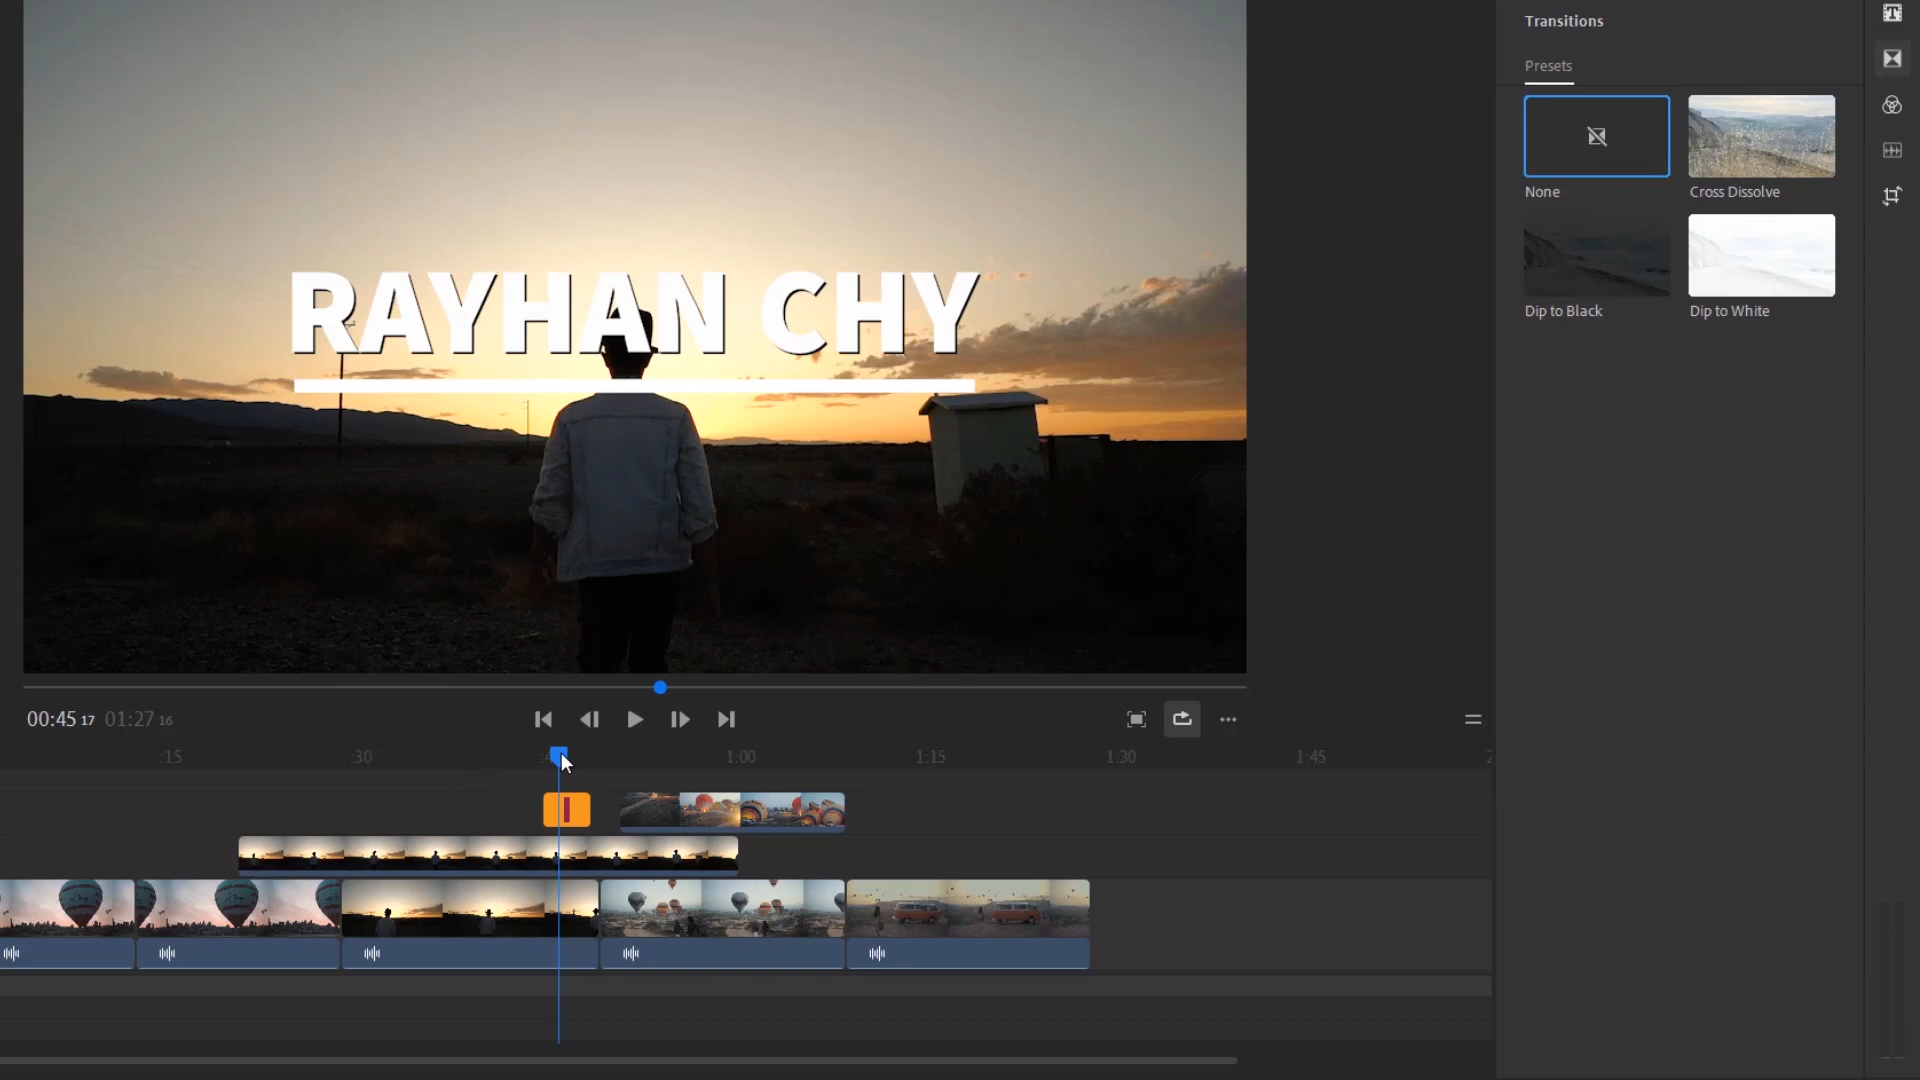 Transitions
Presets
None
Cross Dissolve
Dip to Black
Dip to White
RAYHAN CHY
00:45 17 01:27 16
:15 :30 1:00 1:15 1:30 1:45